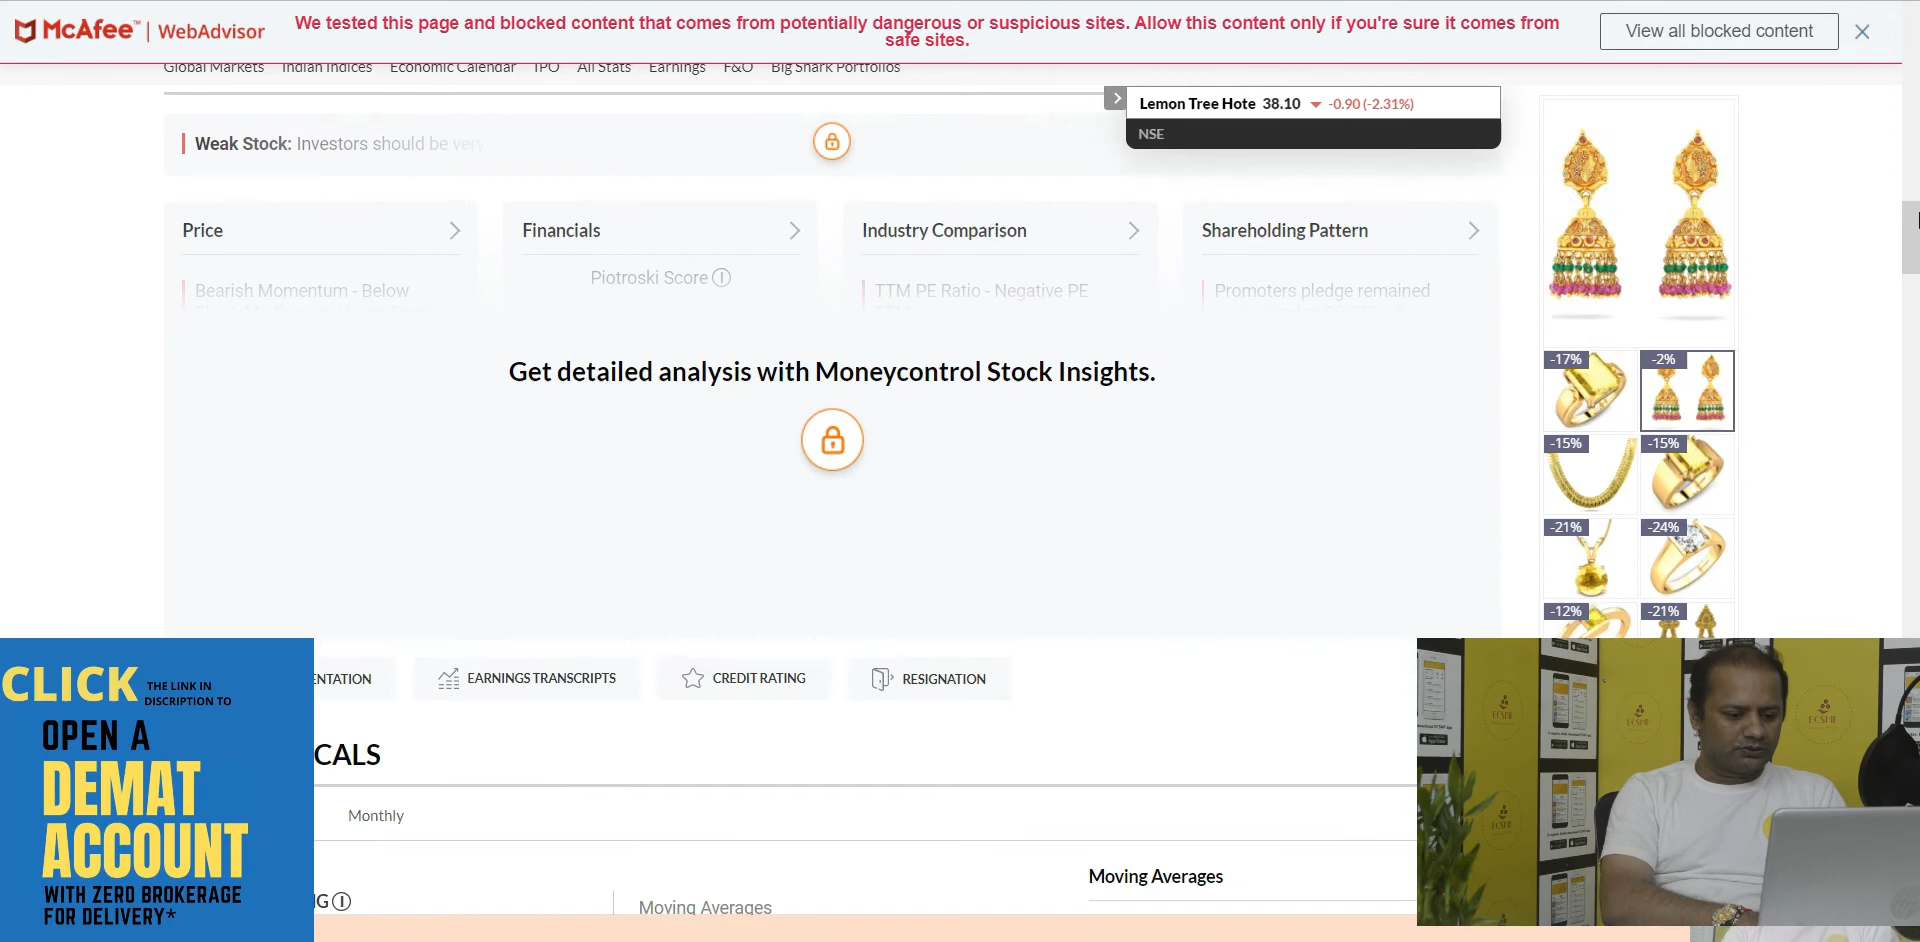 McAfee™ | WebAdvisor
We tested this page and blocked content that comes from potentially dangerous or suspicious sites. Allow this content only if you're sure it comes from
safe sites.
View all blocked content
Global Markets Indian Indices Economic Calendar IPO All Stats Earnings F&O Big Shark Portfolios
Lemon Tree Hote 38.10 -0.90 (-2.31%)
NSE
Weak Stock: Investors should be very
Price
Financials
Industry Comparison
Shareholding Pattern
Bearish Momentum - Below
Piotroski Score
TTM PE Ratio - Negative PE
Promoters pledge remained
Get detailed analysis with Moneycontrol Stock Insights.
-17%
-2%
-15%
-15%
-21%
-24%
-12%
-21%
ENTATION
EARNINGS TRANSCRIPTS
CREDIT RATING
RESIGNATION
CALS
Monthly
Moving Averages
G
Moving Averages
CLICK THE LINK IN
DISCRIPTION TO
OPEN A
DEMAT
ACCOUNT
WITH ZERO BROKERAGE
FOR DELIVERY*
ECSMF
ECSMF
ECSMF
ECSMF